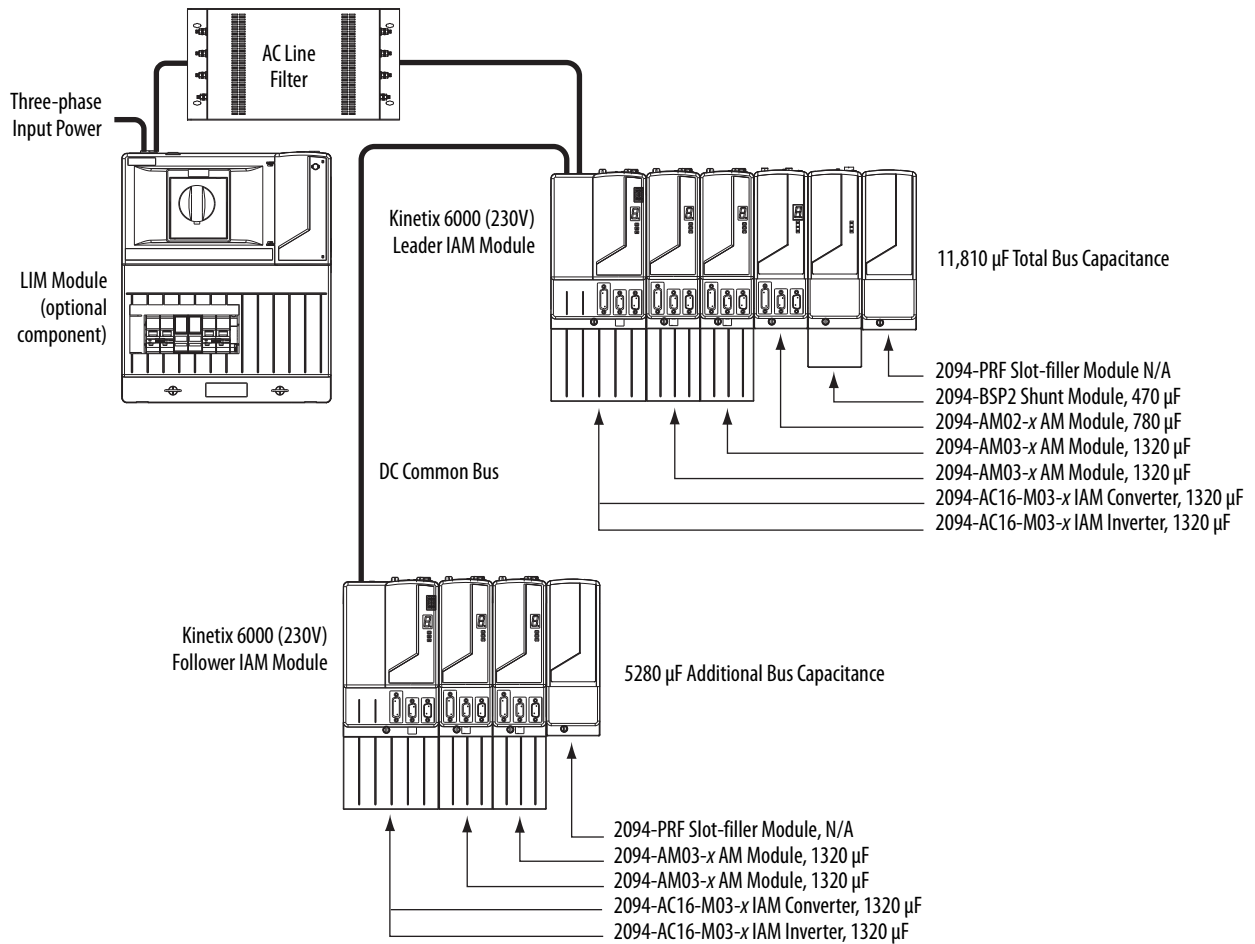 AC Line
Filter
Three-phase
Input Power
LIM Module
(optional
component)
Kinetix 6000 (230V)
Leader IAM Module
11,810 µF Total Bus Capacitance
2094-PRF Slot-filler Module N/A
2094-BSP2 Shunt Module, 470 µF
2094-AM02-x AM Module, 780 µF
2094-AM03-x AM Module, 1320 µF
2094-AM03-x AM Module, 1320 µF
2094-AC16-M03-x IAM Converter, 1320 µF
2094-AC16-M03-x IAM Inverter, 1320 µF
DC Common Bus
Kinetix 6000 (230V)
Follower IAM Module
5280 µF Additional Bus Capacitance
2094-PRF Slot-filler Module, N/A
2094-AM03-x AM Module, 1320 µF
2094-AM03-x AM Module, 1320 µF
2094-AC16-M03-x IAM Converter, 1320 µF
2094-AC16-M03-x IAM Inverter, 1320 µF